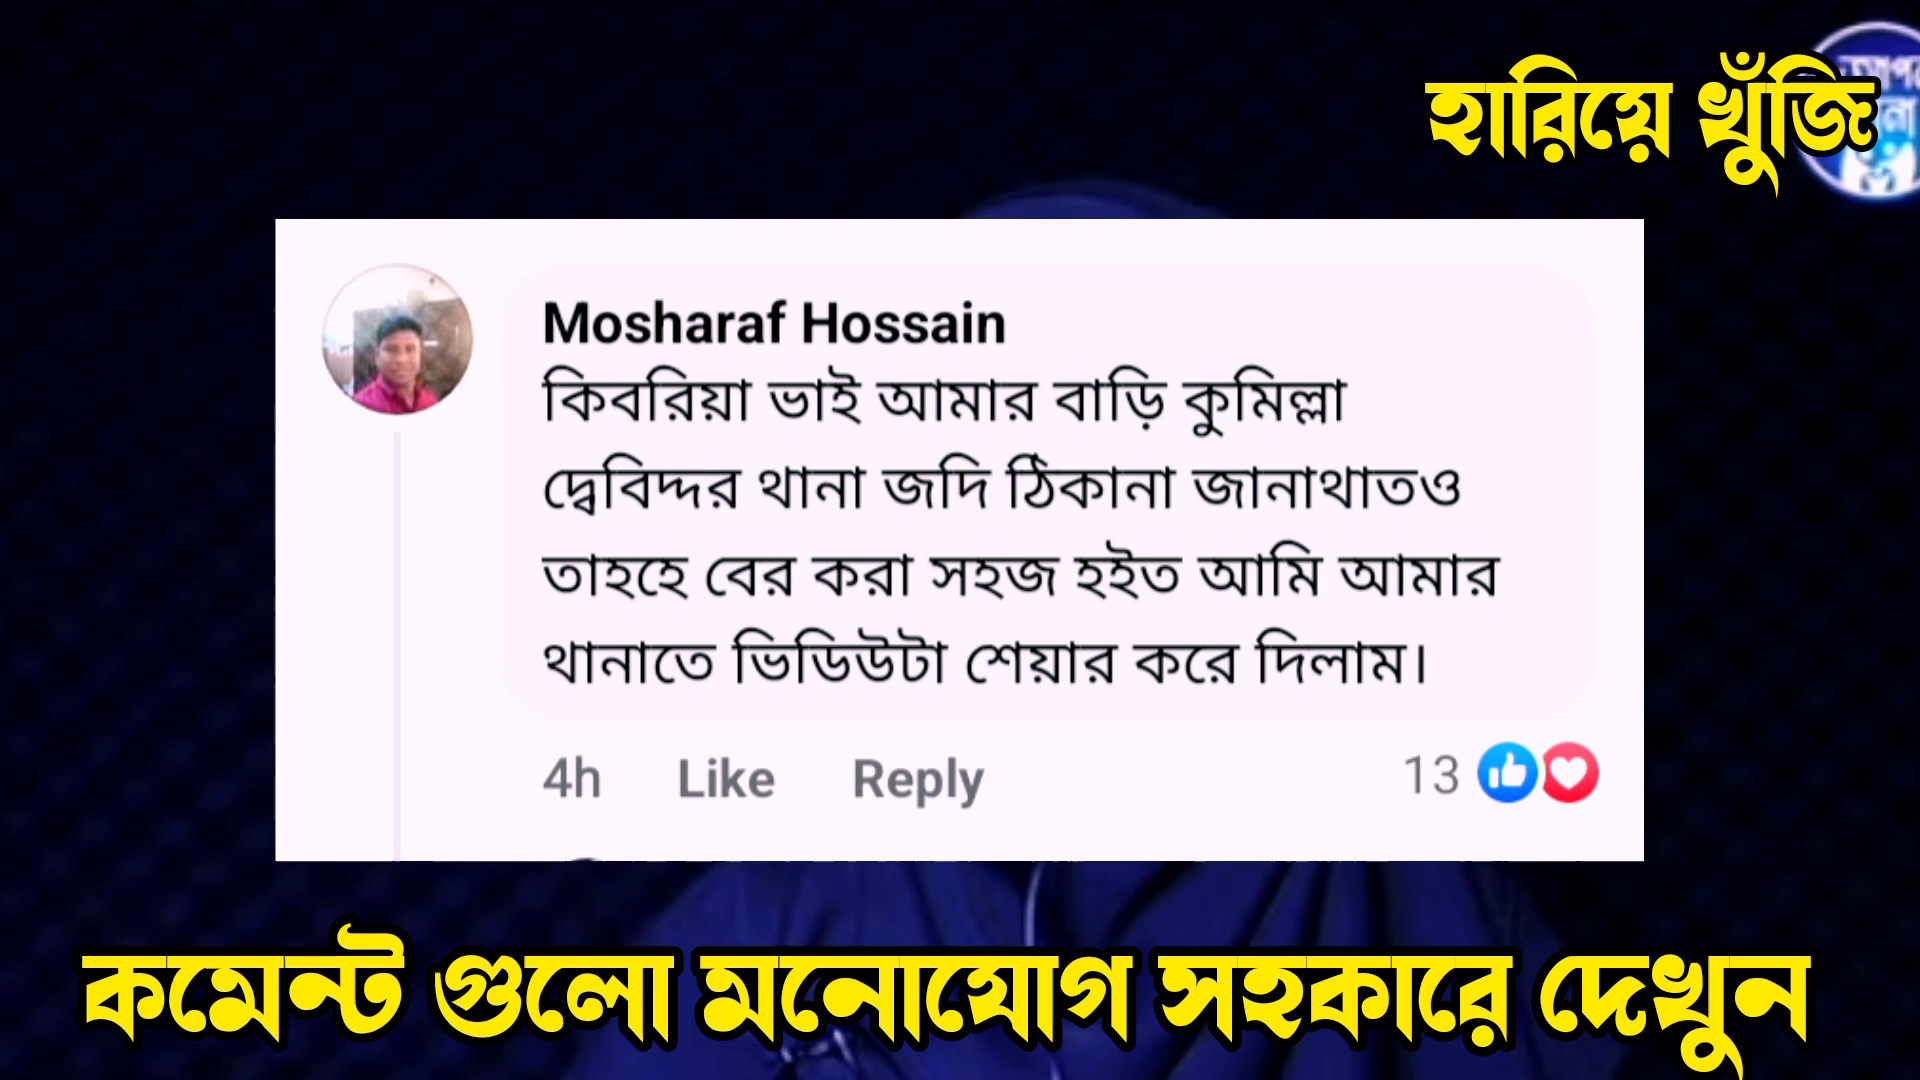 হারিয়ে খুঁজি
Mosharaf Hossain
কিবরিয়া ভাই আমার বাড়ি কুমিল্লা
দ্বেবিদ্দর থানা জদি ঠিকানা জানাথাতও
তাহহে বের করা সহজ হইত আমি আমার
থানাতে ভিডিউটা শেয়ার করে দিলাম।
4h Like Reply 13
কমেন্ট গুলো মনোযোগ সহকারে দেখুন